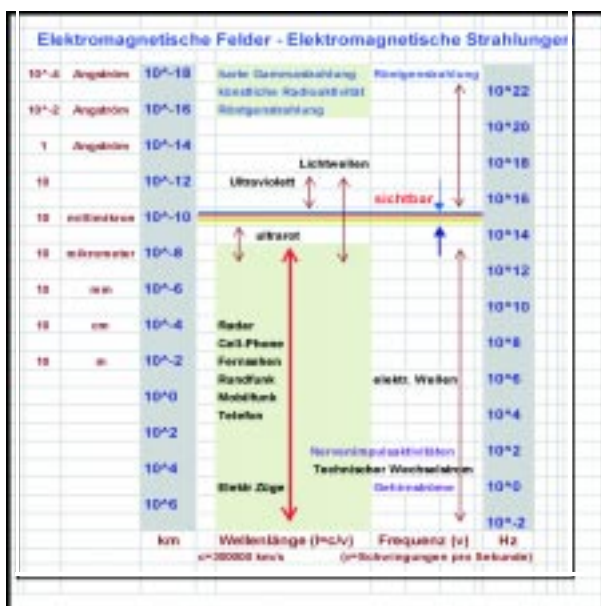 Elektromagnetische Felder - Elektromagnetische Strahlungen
10^-4 Angström 10^-18 harte Gammastrahlung Röntgenstrahlung
künstliche Radioaktivität 10^22
10^-2 Angström 10^-16 Röntgenstrahlung
10^20
1 Angström 10^-14
Lichtwellen 10^18
10 10^-12 Ultraviolett
sichtbar 10^16
10 millimikron 10^-10
ultrarot 10^14
10 mikrometer 10^-8
10^12
10 mm 10^-6
10^10
10 cm 10^-4 Radar
Cell-Phone 10^8
10 m 10^-2 Fernsehen
Rundfunk elektr. Wellen 10^6
10^0 Mobilfunk
Telefon 10^4
10^2
Nervenimpulsaktivitäten 10^2
10^4 Technischer Wechselstrom
Elektr.Züge Gehirnströme 10^0
10^6
10^-2
km Wellenlänge (l=c/v) Frequenz (v) Hz
c=300000 km/s (v=Schwingungen pro Sekunde)